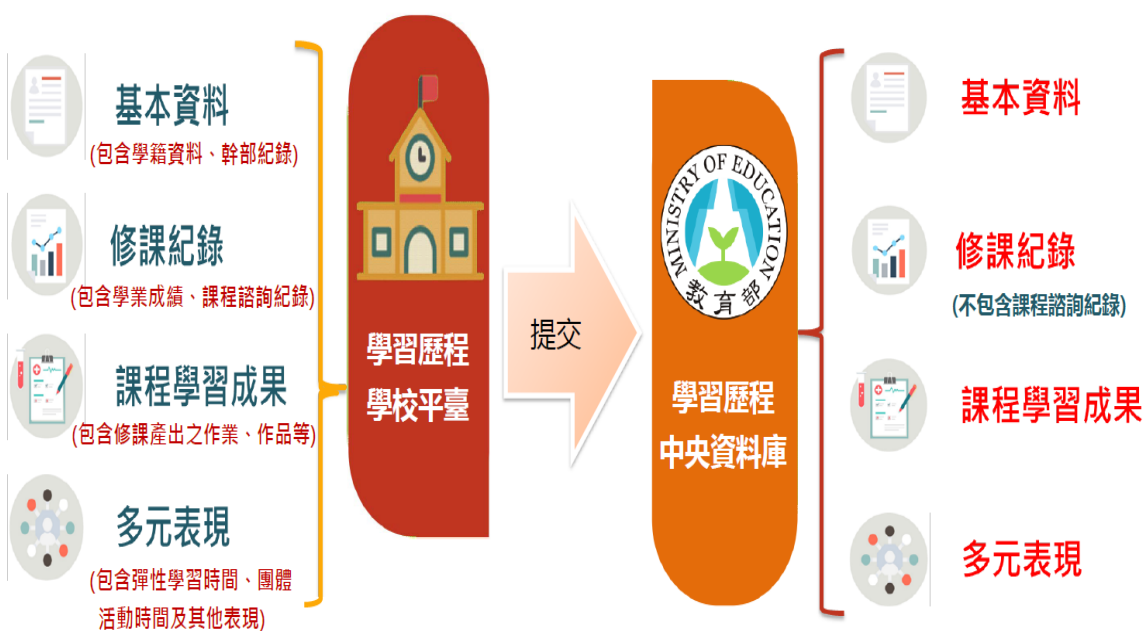 基本資料
(包含學籍資料、幹部紀錄)
修課紀錄
(包含學業成績、課程諮詢紀錄)
課程學習成果
(包含修課產出之作業、作品等)
多元表現
(包含彈性學習時間、團體
活動時間及其他表現)
學習歷程
學校平臺
提交
MINISTRY OF EDUCATION
教育部
學習歷程
中央資料庫
基本資料
修課紀錄
(不包含課程諮詢紀錄)
課程學習成果
多元表現